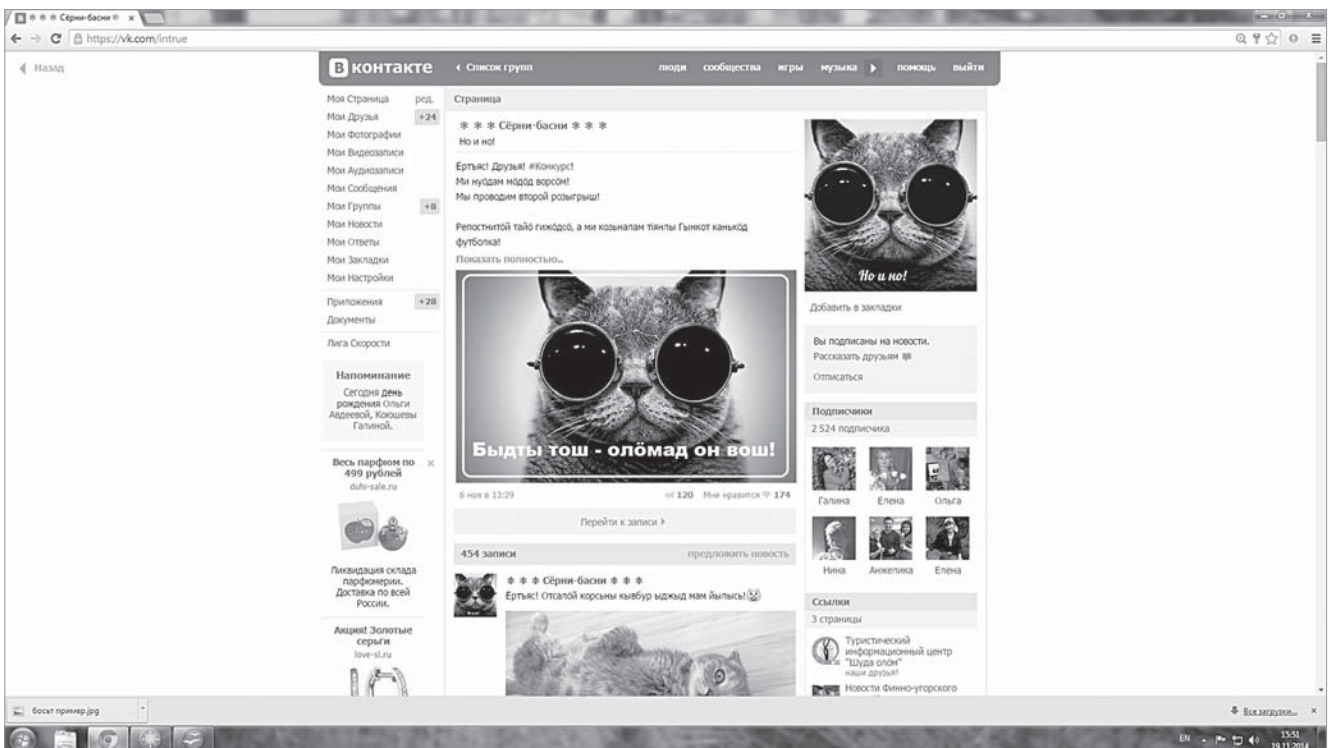 * * * Сёрни-басни *
https://vk.com/intrue
Назад
В контакте
Список групп
люди сообщества игры музыка помощь выйти
Моя Страница ред.
Мои Друзья +24
Мои Фотографии
Мои Видеозаписи
Мои Аудиозаписи
Мои Сообщения
Мои Группы +8
Мои Новости
Мои Ответы
Мои Закладки
Мои Настройки
Приложения +28
Документы
Лига Скорости
Напоминание
Сегодня день
рождения Ольги
Авдеевой, Коюшевы
Галиной.
Весь парфюм по
499 рублей
duhi-sale.ru
Ликвидация склада
парфюмерии.
Доставка по всей
России.
Акция! Золотые
серьги
love-sl.ru
Страница
* * * Сёрни-басни * * *
Но и но!
Ёртъяс! Друзья! #Конкурс!
Ми нуӧдам мӧдӧд ворсӧм!
Мы проводим второй розыгрыш!
Репостнитӧй тайӧ гижӧдсӧ, а ми козьналам тіянлы Гынкот канькӧд
футболка!
Показать полностью..
Быдты тош - олӧмад он вош!
6 ноя в 13:29
120 Мне нравится 174
Перейти к записи
454 записи
предложить новость
* * * Сёрни-басни * * *
Ёртъяс! Отсалӧй корсьны кывбур ыджыд мам йылысь!
Но и но!
Добавить в закладки
Вы подписаны на новости.
Рассказать друзьям
Отписаться
Подписчики
2 524 подписчика
Галина Елена Ольга
Нина Анжелика Елена
Ссылки
3 страницы
Туристический
информационный центр
"Шуда олӧм"
наши друзья!
Новости Финно-угорского
босьт пример.jpg
Все загрузки...
EN
15:51
19.11.2014